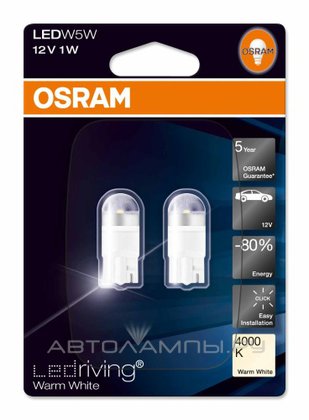 LEDW5W
12V 1W
OSRAM
OSRAM
5
Year
OSRAM
Guarantee*
12V
-30%
Energy
CLICK
Easy
Installation
4000
K
Warm White
АВТОЛАМПЫ
LEDriving®
Warm White